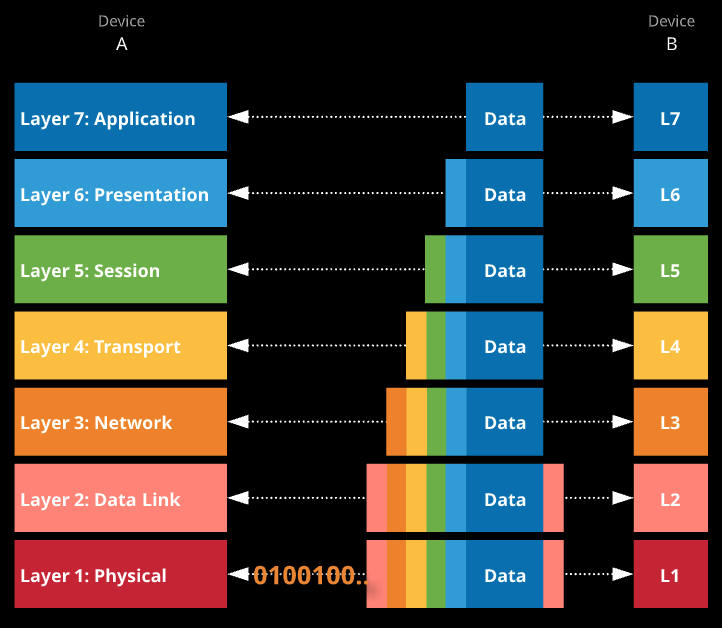 Device
A
Device
B
Layer 7: Application
Data
L7
Layer 6: Presentation
Data
L6
Layer 5: Session
Data
L5
Layer 4: Transport
Data
L4
Layer 3: Network
Data
L3
Layer 2: Data Link
Data
L2
Layer 1: Physical
0100100..
Data
L1